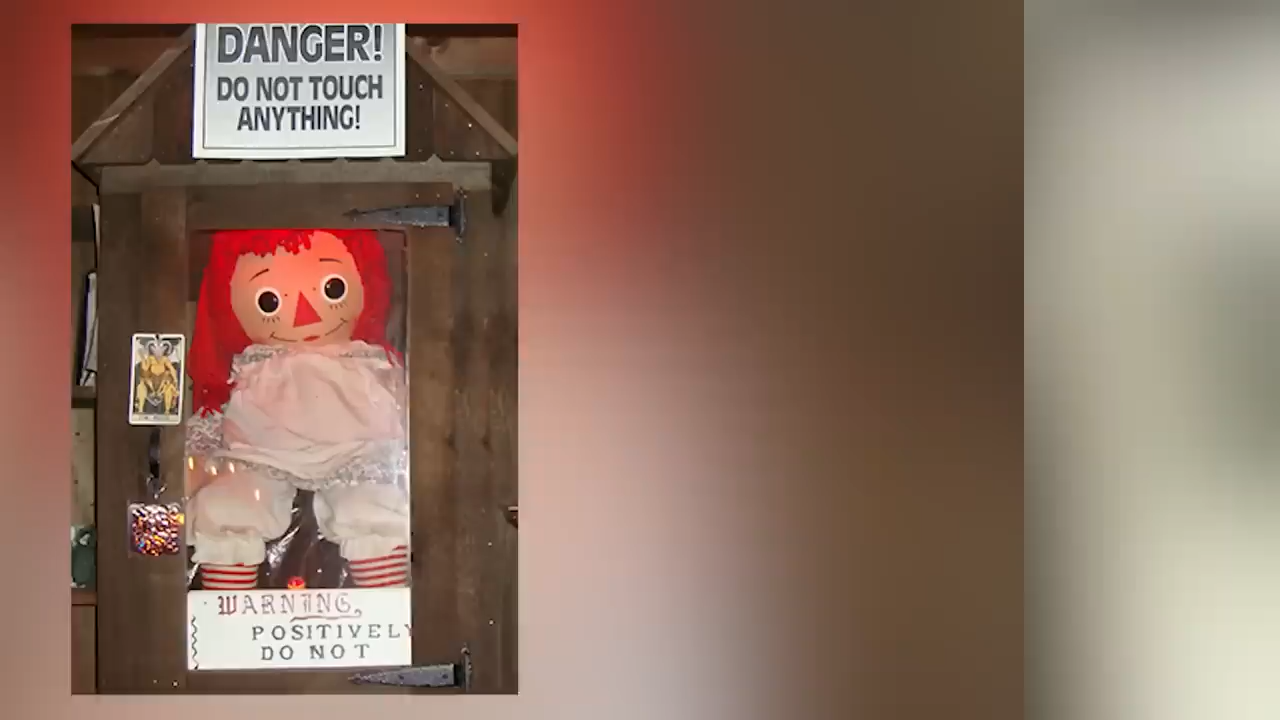 DANGER!
DO NOT TOUCH
ANYTHING!
WARNING,
POSITIVELY
DO NOT